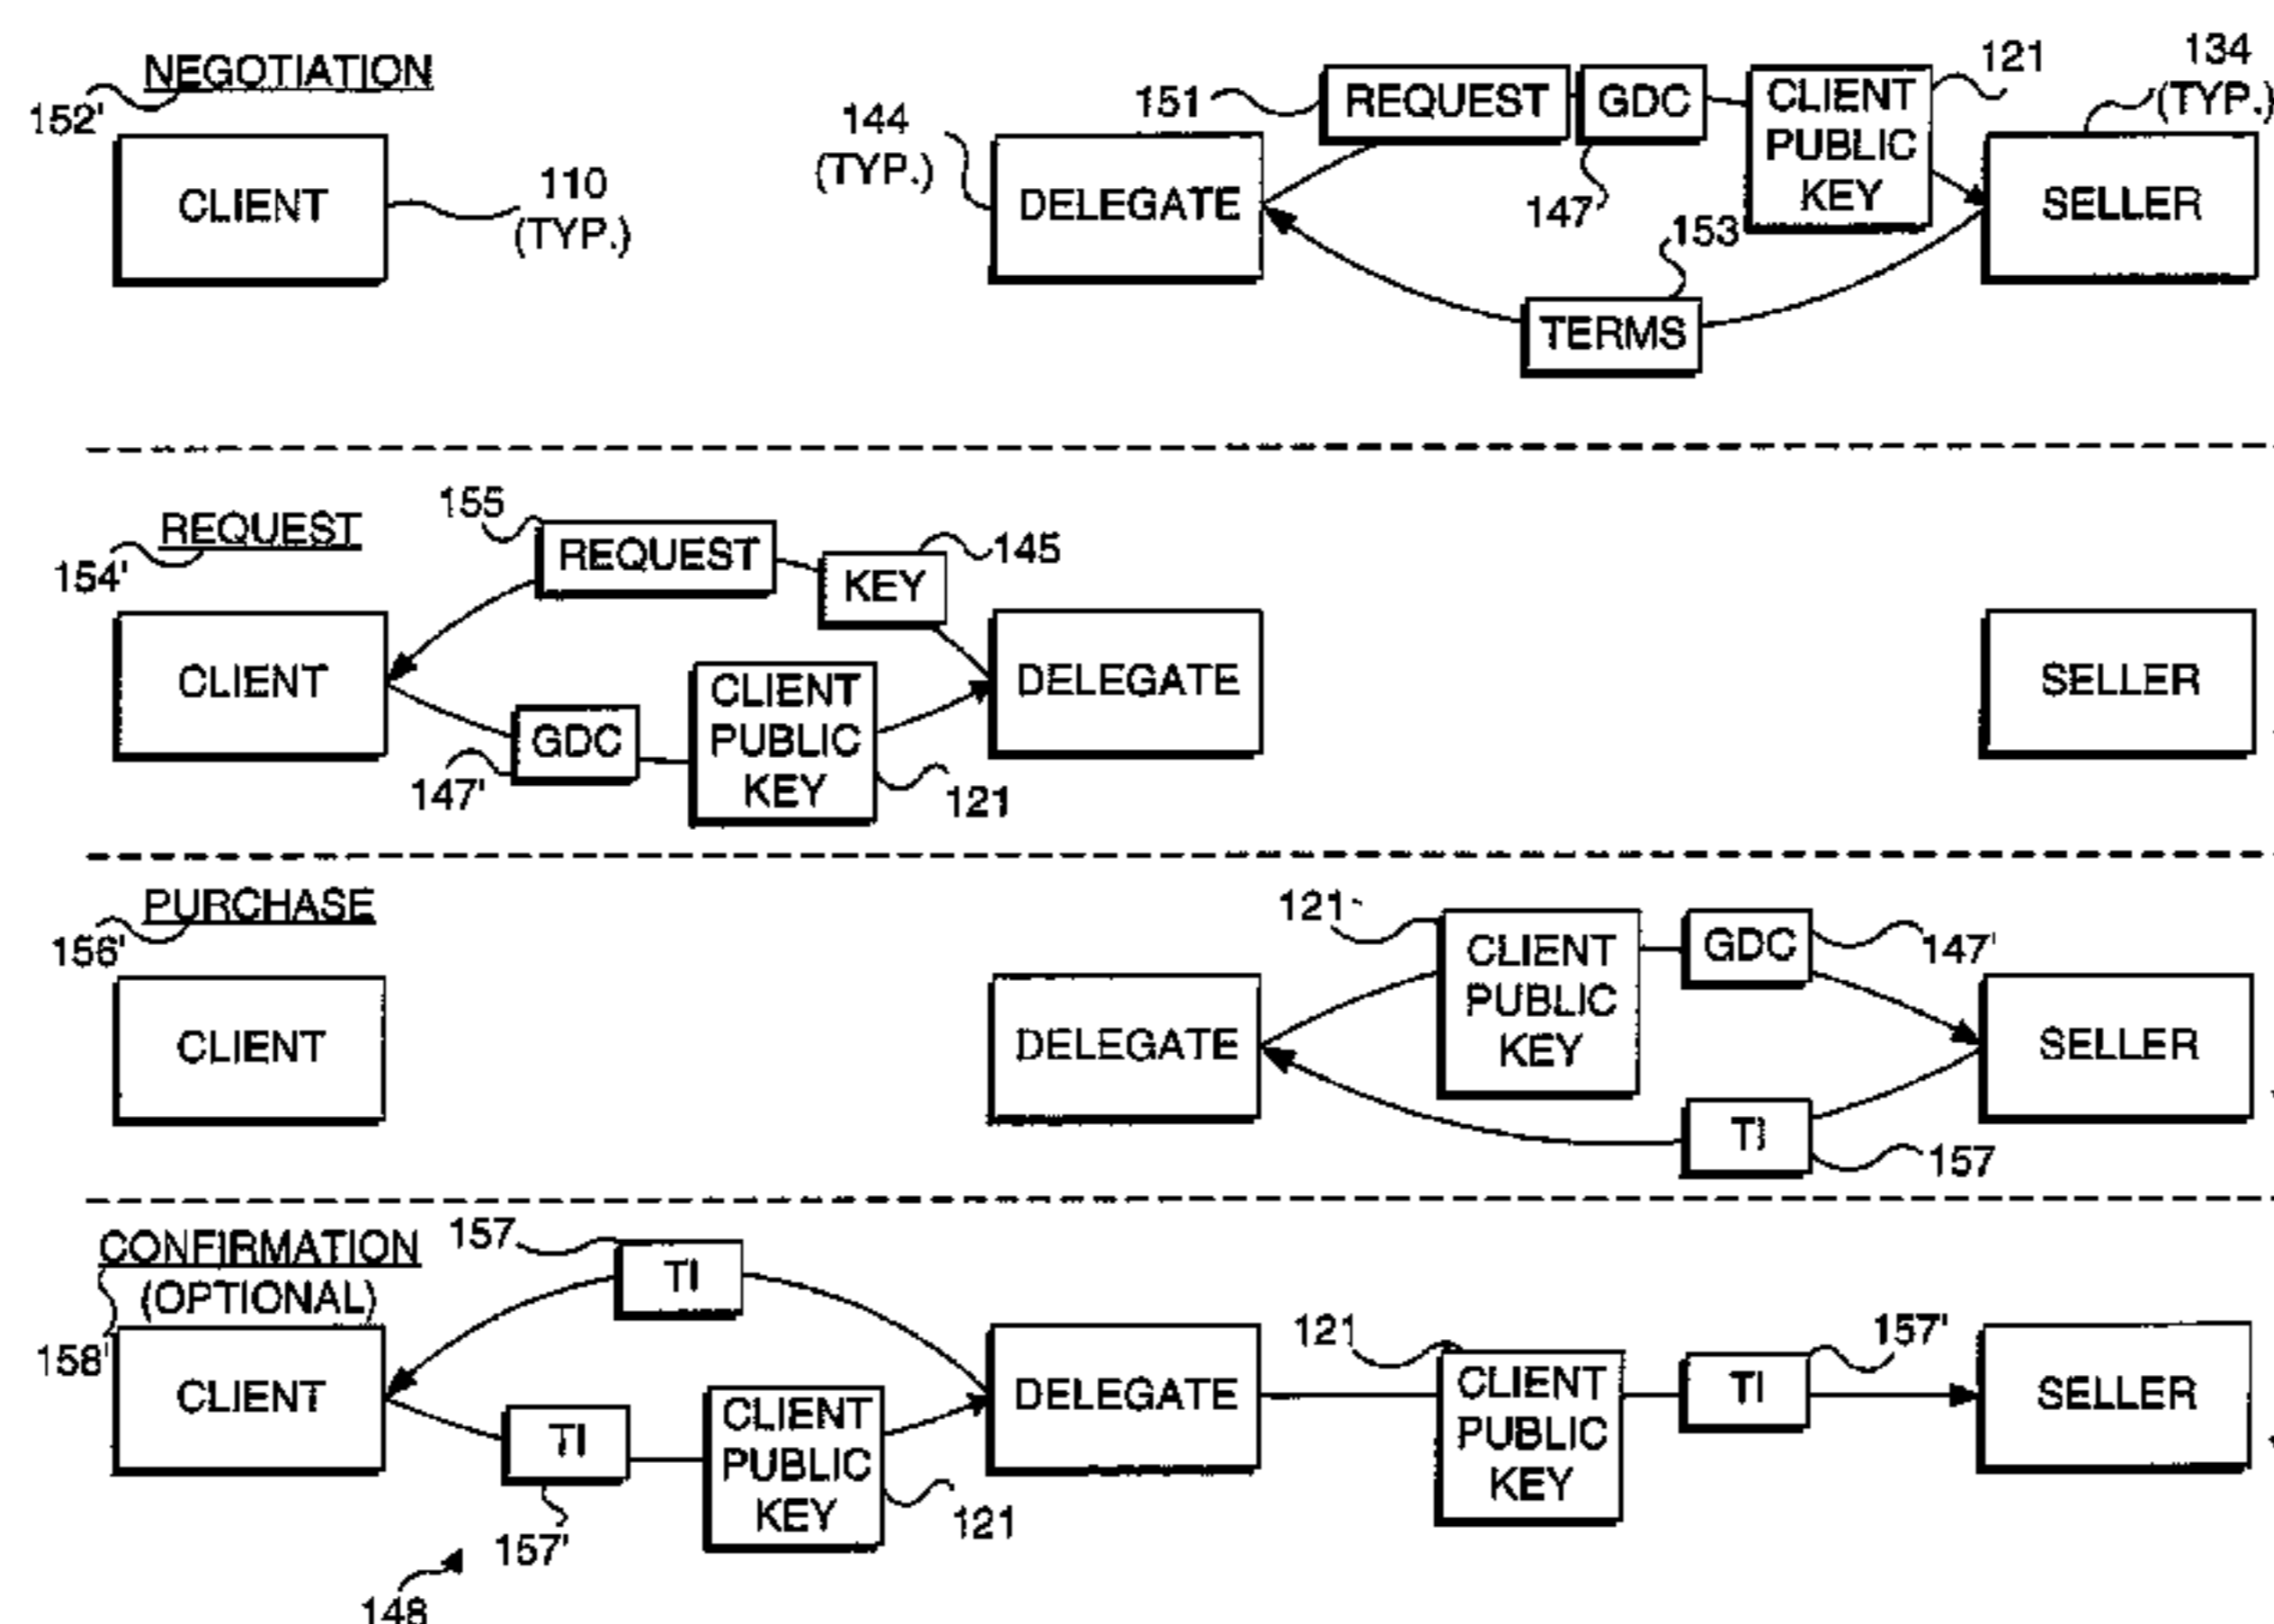 NEGOTIATION
152'
CLIENT
110
(TYP.)
144
(TYP.)
DELEGATE
151
REQUEST
GDC
147
CLIENT
PUBLIC
KEY
121
134
(TYP.)
SELLER
153
TERMS
REQUEST
154'
155
REQUEST
KEY
145
CLIENT
GDC
147'
CLIENT
PUBLIC
KEY
121
DELEGATE
SELLER
PURCHASE
156'
CLIENT
DELEGATE
121
CLIENT
PUBLIC
KEY
GDC
147'
SELLER
TI
157
CONFIRMATION
(OPTIONAL)
158'
CLIENT
157
TI
TI
157'
CLIENT
PUBLIC
KEY
121
DELEGATE
121
CLIENT
PUBLIC
KEY
TI
157'
SELLER
148